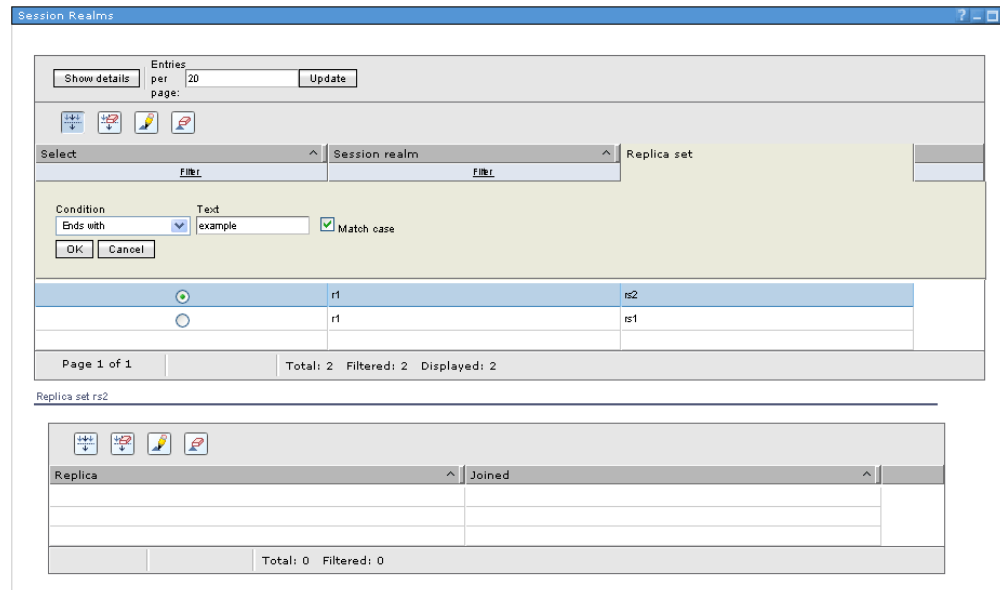 Session Realms
?
Entries
Show details per 20 Update
page:
Select Session realm Replica set
Filter Filter
Condition Text
Ends with example Match case
OK Cancel
r1 rs2
r1 rs1
Page 1 of 1 Total: 2 Filtered: 2 Displayed: 2
Replica set rs2
Replica Joined
Total: 0 Filtered: 0